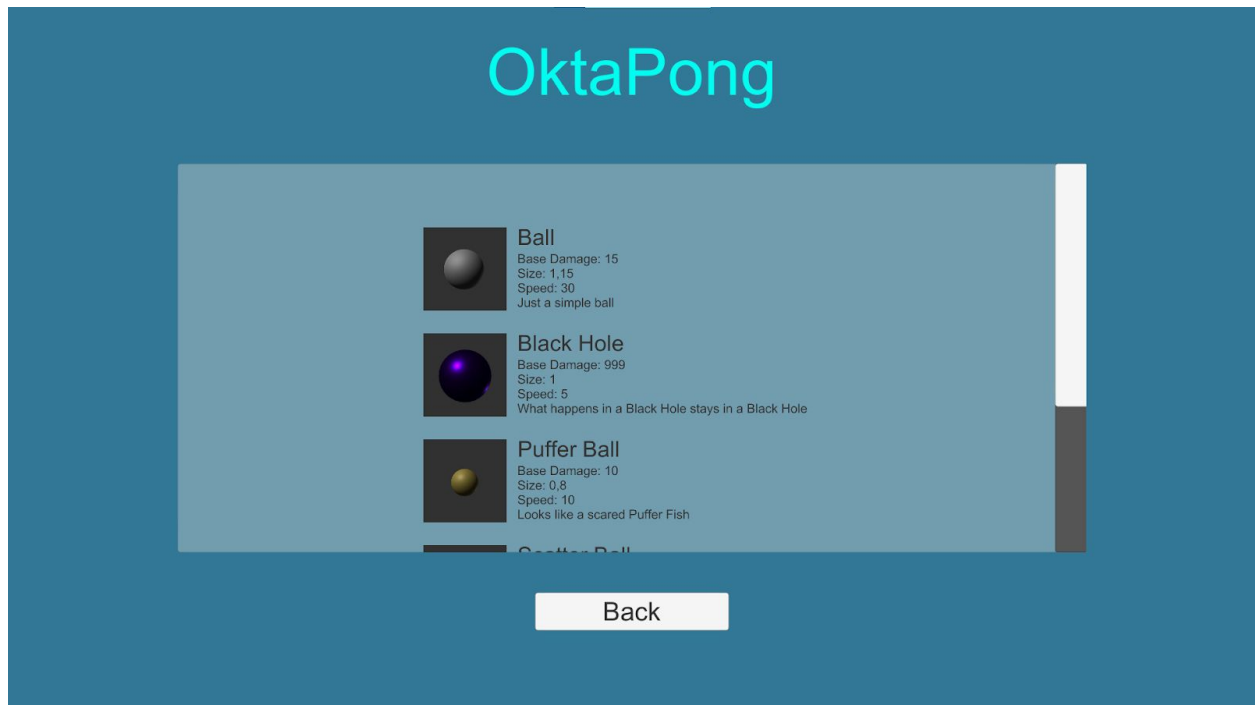 OktaPong
Ball
Base Damage: 15
Size: 1,15
Speed: 30
Just a simple ball
Black Hole
Base Damage: 999
Size: 1
Speed: 5
What happens in a Black Hole stays in a Black Hole
Puffer Ball
Base Damage: 10
Size: 0,8
Speed: 10
Looks like a scared Puffer Fish
Scatter Ball
Back